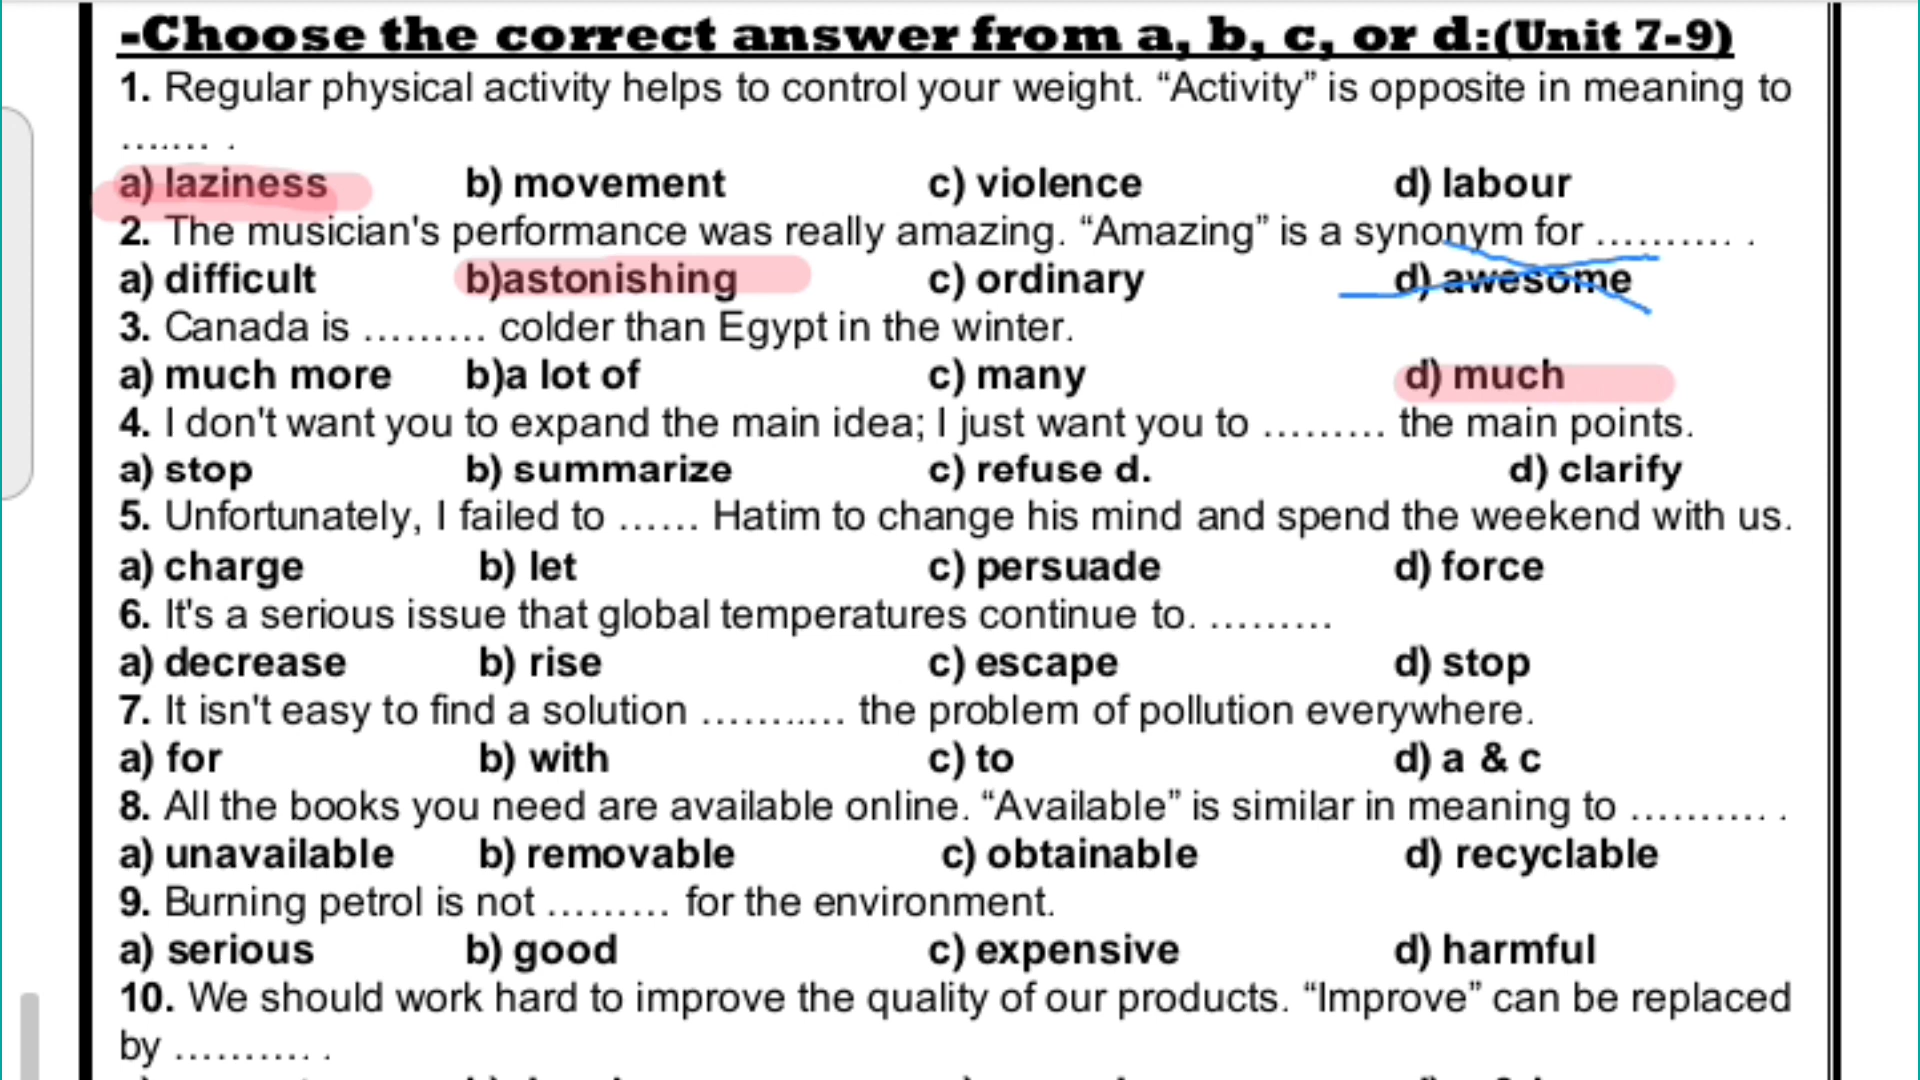 -Choose the correct answer from a, b, c, or d:(Unit 7-9)
1. Regular physical activity helps to control your weight. “Activity” is opposite in meaning to
....... .
a) laziness b) movement c) violence d) labour
2. The musician's performance was really amazing. “Amazing” is a synonym for .......... .
a) difficult b)astonishing c) ordinary d) awesome
3. Canada is ......... colder than Egypt in the winter.
a) much more b)a lot of c) many d) much
4. I don't want you to expand the main idea; I just want you to ......... the main points.
a) stop b) summarize c) refuse d. d) clarify
5. Unfortunately, I failed to ...... Hatim to change his mind and spend the weekend with us.
a) charge b) let c) persuade d) force
6. It's a serious issue that global temperatures continue to. .........
a) decrease b) rise c) escape d) stop
7. It isn't easy to find a solution ........... the problem of pollution everywhere.
a) for b) with c) to d) a & c
8. All the books you need are available online. “Available” is similar in meaning to .......... .
a) unavailable b) removable c) obtainable d) recyclable
9. Burning petrol is not ......... for the environment.
a) serious b) good c) expensive d) harmful
10. We should work hard to improve the quality of our products. “Improve” can be replaced
by .......... .